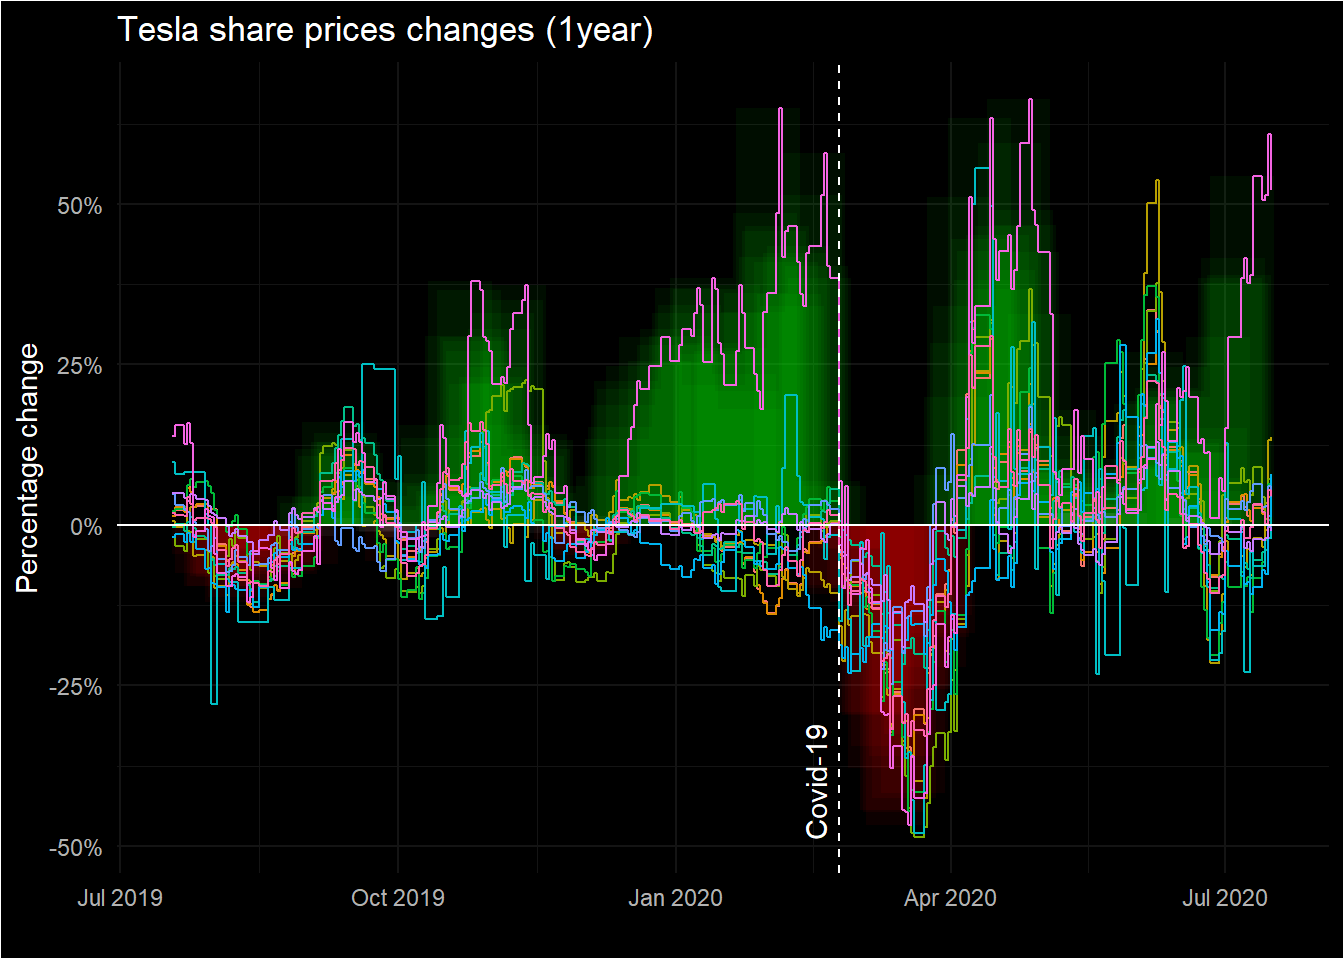 Tesla share prices changes (1year)
Percentage change
50%
25%
0%
-25%
-50%
Covid-19
Jul 2019
Oct 2019
Jan 2020
Apr 2020
Jul 2020